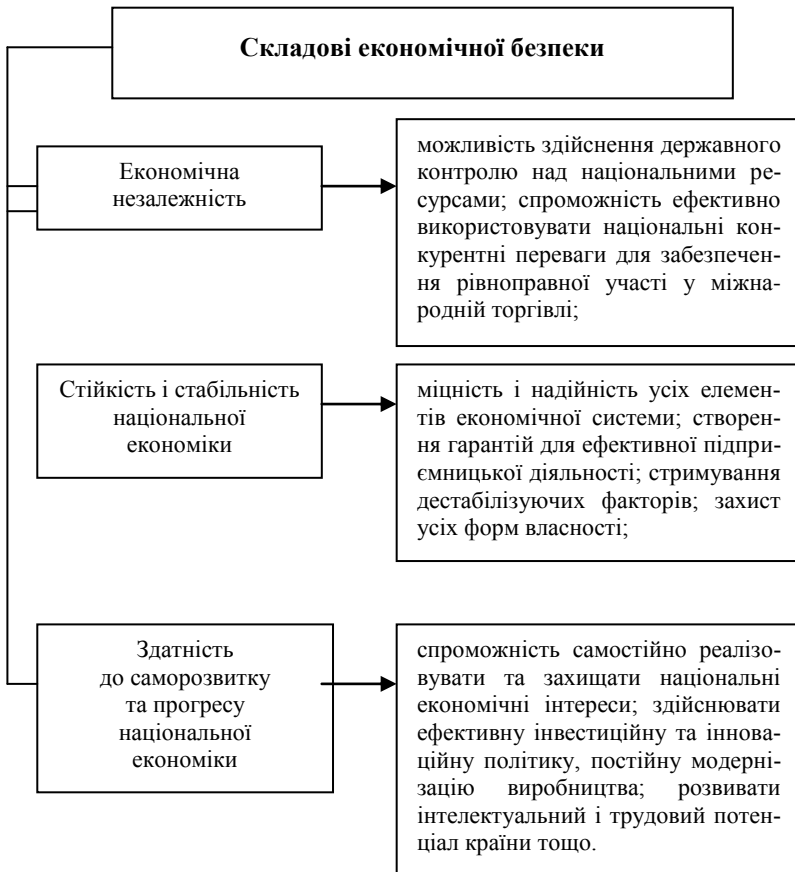 Складові економічної безпеки
Економічна
незалежність
можливість здійснення державного
контролю над національними ре-
сурсами; спроможність ефективно
використовувати національні кон-
курентні переваги для забезпечен-
ня рівноправної участі у міжна-
родній торгівлі;
Стійкість і стабільність
національної
економіки
міцність і надійність усіх елемен-
тів економічної системи; створен-
ня гарантій для ефективної підпри-
ємницької діяльності; стримування
дестабілізуючих факторів; захист
усіх форм власності;
Здатність
до саморозвитку
та прогресу
національної
економіки
спроможність самостійно реалізо-
вувати та захищати національні
економічні інтереси; здійснювати
ефективну інвестиційну та іннова-
ційну політику, постійну модерні-
зацію виробництва; розвивати
інтелектуальний і трудовий потен-
ціал країни тощо.